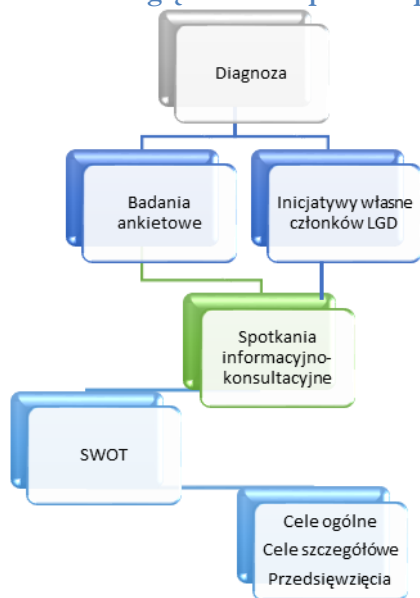 Diagnoza
Badania
ankietowe
Inicjatywy własne
członków LGD
Spotkania
informacyjno-
konsultacyjne
SWOT
Cele ogólne
Cele szczegółowe
Przedsięwzięcia